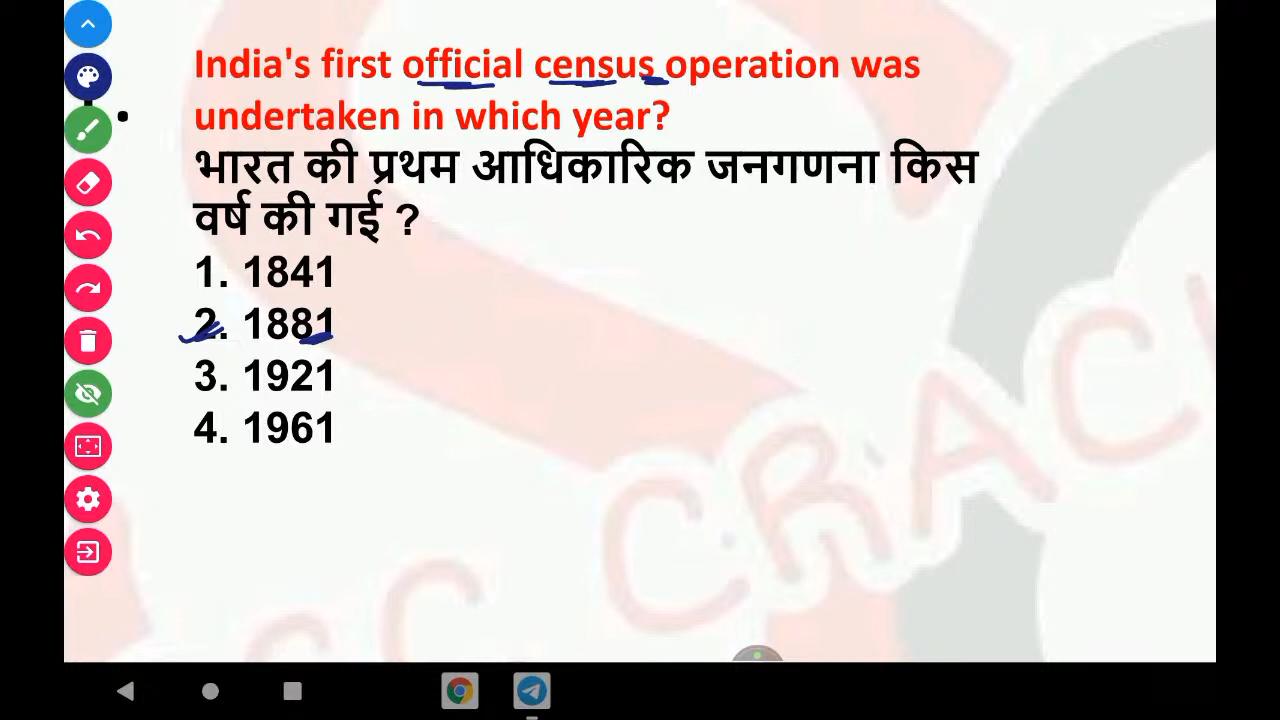 India's first official census operation was
undertaken in which year?
भारत की प्रथम आधिकारिक जनगणना किस
वर्ष की गई ?
1. 1841
2. 1881
3. 1921
4. 1961
CRACK